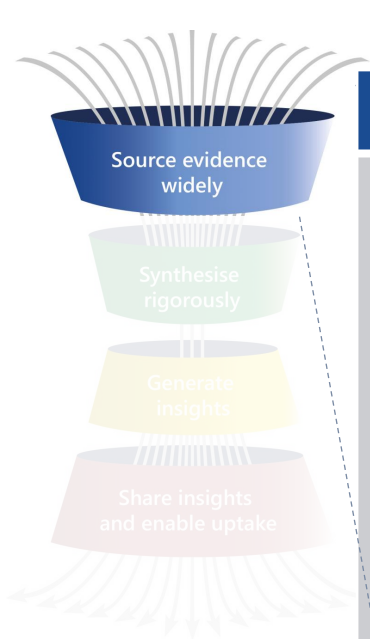 Source evidence
widely
Synthesise
rigorously
Generate
insights
Share insights
and enable uptake